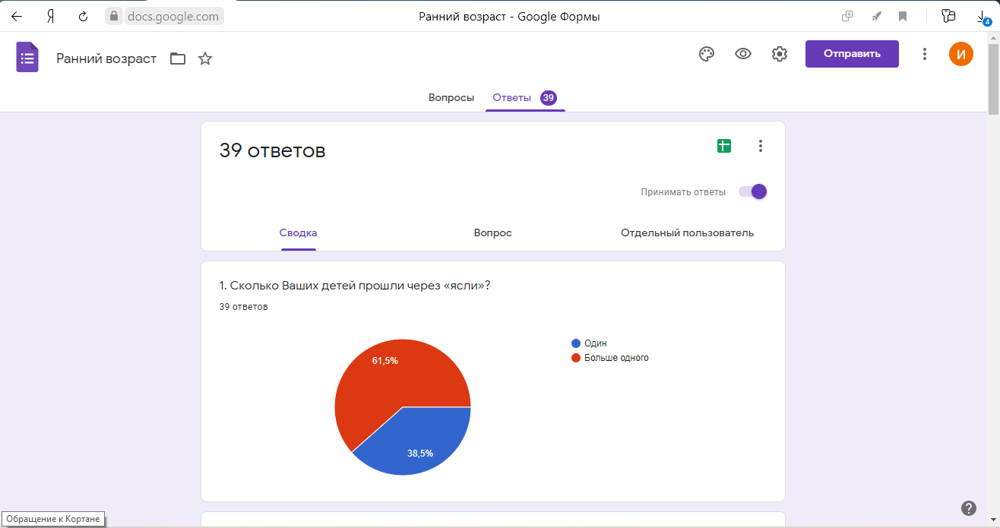 Я docs.google.com Ранний возраст - Google Формы 4
Ранний возраст Отправить И
Вопросы Ответы 39
39 ответов
Принимать ответы
Сводка Вопрос Отдельный пользователь
1. Сколько Ваших детей прошли через «ясли»?
39 ответов
Один
Больше одного
61,5%
38,5%
Обращение к Кортане